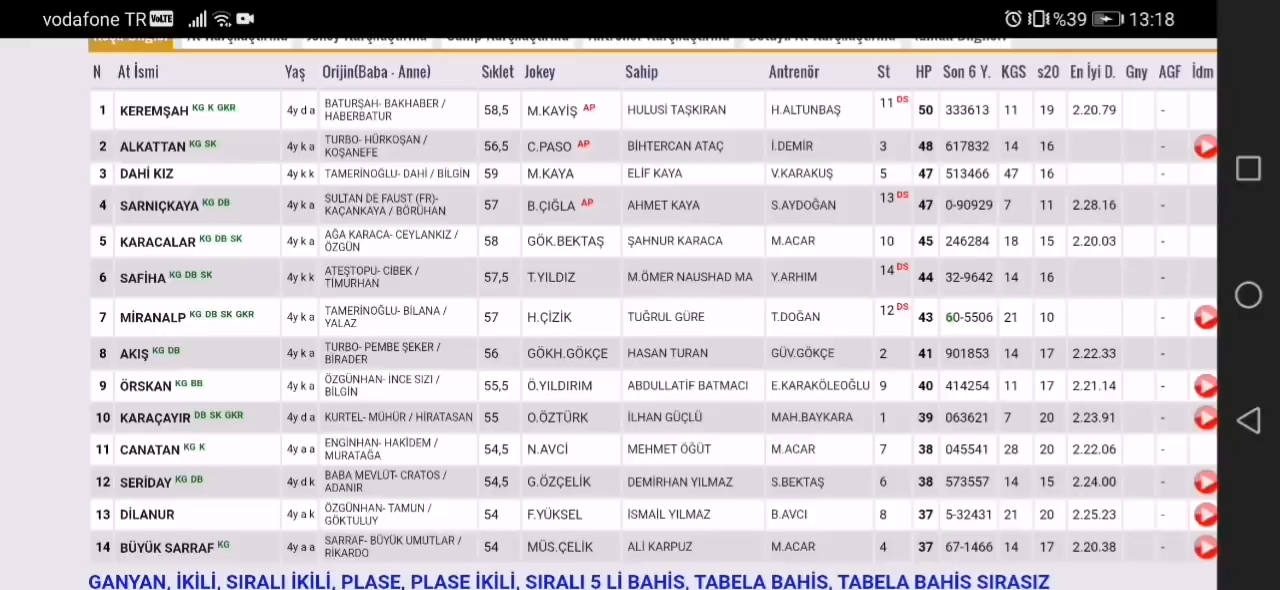 vodafone TR VoLTE %39 13:18
N At İsmi Yaş Orijin(Baba - Anne) Sıklet Jokey Sahip Antrenör St HP Son 6 Y. KGS s20 En İyi D. Gny AGF İdm
1 KEREMŞAH KG K GKR 4y d a BATURŞAH- BAKHABER / HABERBATUR 58,5 M.KAYİŞ AP HULUSİ TAŞKIRAN H.ALTUNBAŞ 11 DS 50 333613 11 19 2.20.79 -
2 ALKATTAN KG SK 4y k a TURBO- HÜRKOŞAN / KOŞANEFE 56,5 C.PASO AP BİHTERCAN ATAÇ İ.DEMİR 3 48 617832 14 16 -
3 DAHİ KIZ 4y k k TAMERİNOĞLU- DAHİ / BİLGİN 59 M.KAYA ELİF KAYA V.KARAKUŞ 5 47 513466 47 16 -
4 SARNIÇKAYA KG DB 4y k a SULTAN DE FAUST (FR)- KAÇANKAYA / BÖRÜHAN 57 B.ÇIĞLA AP AHMET KAYA S.AYDOĞAN 13 DS 47 0-90929 7 11 2.28.16 -
5 KARACALAR KG DB SK 4y k a AĞA KARACA- CEYLANKIZ / ÖZGÜN 58 GÖK.BEKTAŞ ŞAHNUR KARACA M.ACAR 10 45 246284 18 15 2.20.03 -
6 SAFİHA KG DB SK 4y k k ATEŞTOPU- CİBEK / TİMURHAN 57,5 T.YILDIZ M.ÖMER NAUSHAD MA Y.ARHIM 14 DS 44 32-9642 14 16 -
7 MİRANALP KG DB SK GKR 4y k a TAMERİNOĞLU- BİLANA / YALAZ 57 H.ÇİZİK TUĞRUL GÜRE T.DOĞAN 12 DS 43 60-5506 21 10 -
8 AKIŞ KG DB 4y k a TURBO- PEMBE ŞEKER / BİRADER 56 GÖKH.GÖKÇE HASAN TURAN GÜV.GÖKÇE 2 41 901853 14 17 2.22.33 -
9 ÖRSKAN KG BB 4y k a ÖZGÜNHAN- İNCE SIZI / BİLGİN 55,5 Ö.YILDIRIM ABDULLATİF BATMACI E.KARAKÖLEOĞLU 9 40 414254 11 17 2.21.14 -
10 KARAÇAYIR DB SK GKR 4y d a KURTEL- MÜHÜR / HİRATASAN 55 O.ÖZTÜRK İLHAN GÜÇLÜ MAH.BAYKARA 1 39 063621 7 20 2.23.91 -
11 CANATAN KG K 4y a a ENGİNHAN- HAKİDEM / MURATAĞA 54,5 N.AVCİ MEHMET ÖĞÜT M.ACAR 7 38 045541 28 20 2.22.06 -
12 SERİDAY KG DB 4y d k BABA MEVLÜT- CRATOS / ADANIR 54,5 G.ÖZÇELİK DEMİRHAN YILMAZ S.BEKTAŞ 6 38 573557 14 15 2.24.00 -
13 DİLANUR 4y a k ÖZGÜNHAN- TAMUN / GÖKTULUY 54 F.YÜKSEL İSMAİL YILMAZ B.AVCI 8 37 5-32431 21 20 2.25.23 -
14 BÜYÜK SARRAF KG 4y a a SARRAF- BÜYÜK UMUTLAR / RİKARDO 54 MÜS.ÇELİK ALİ KARPUZ M.ACAR 4 37 67-1466 14 17 2.20.38 -
GANYAN, İKİLİ, SIRALI İKİLİ, PLASE, PLASE İKİLİ, SIRALI 5 Lİ BAHİS, TABELA BAHİS, TABELA BAHİS SIRASIZ